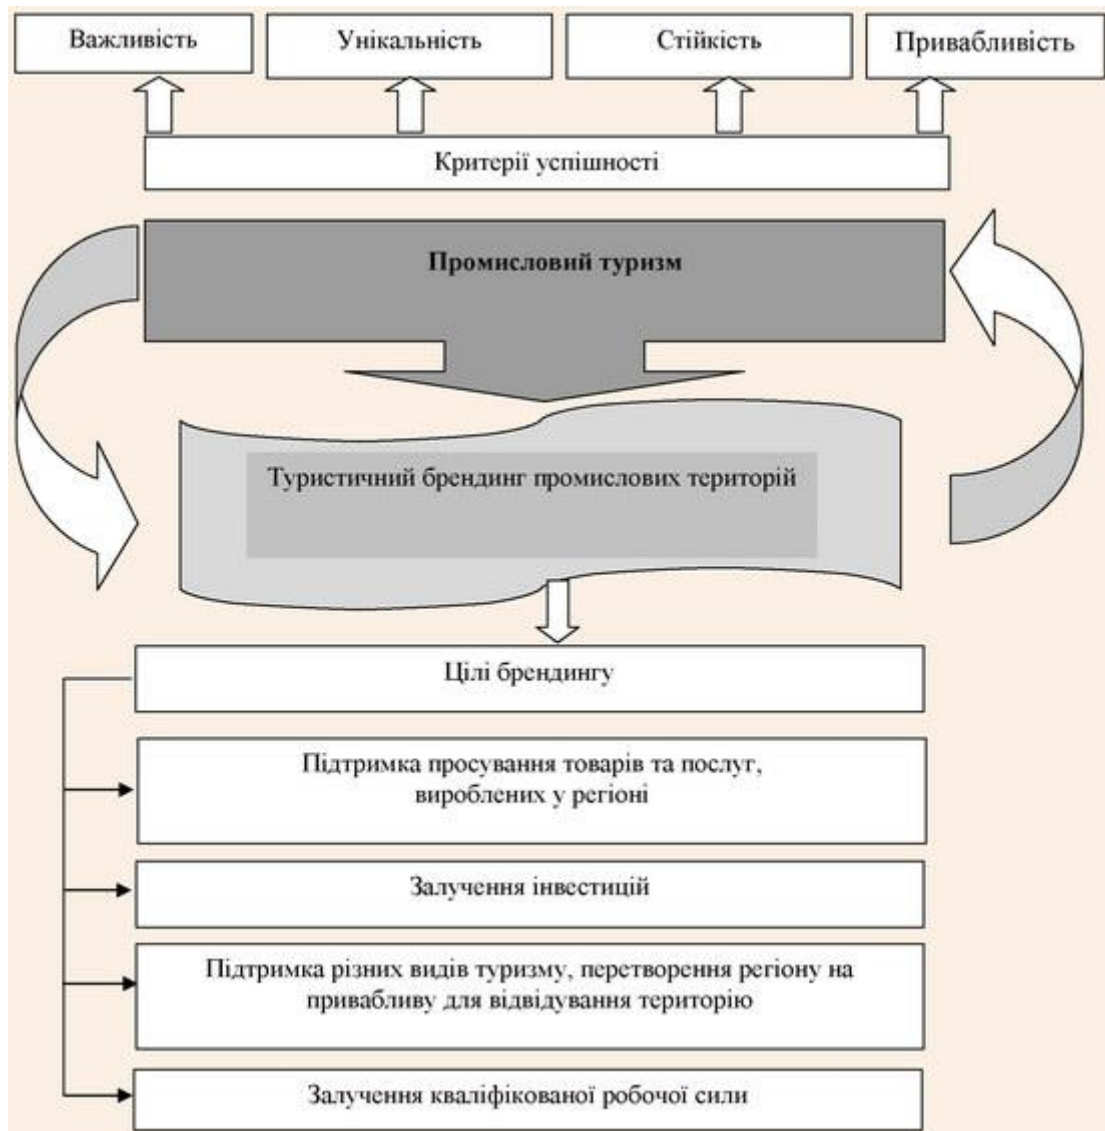 Важливість
Унікальність
Стійкість
Привабливість
Критерії успішності
Промисловий туризм
Туристичний брендинг промислових територій
Цілі брендингу
Підтримка просування товарів та послуг,
вироблених у регіоні
Залучення інвестицій
Підтримка різних видів туризму, перетворення регіону на
привабливу для відвідування територію
Залучення кваліфікованої робочої сили